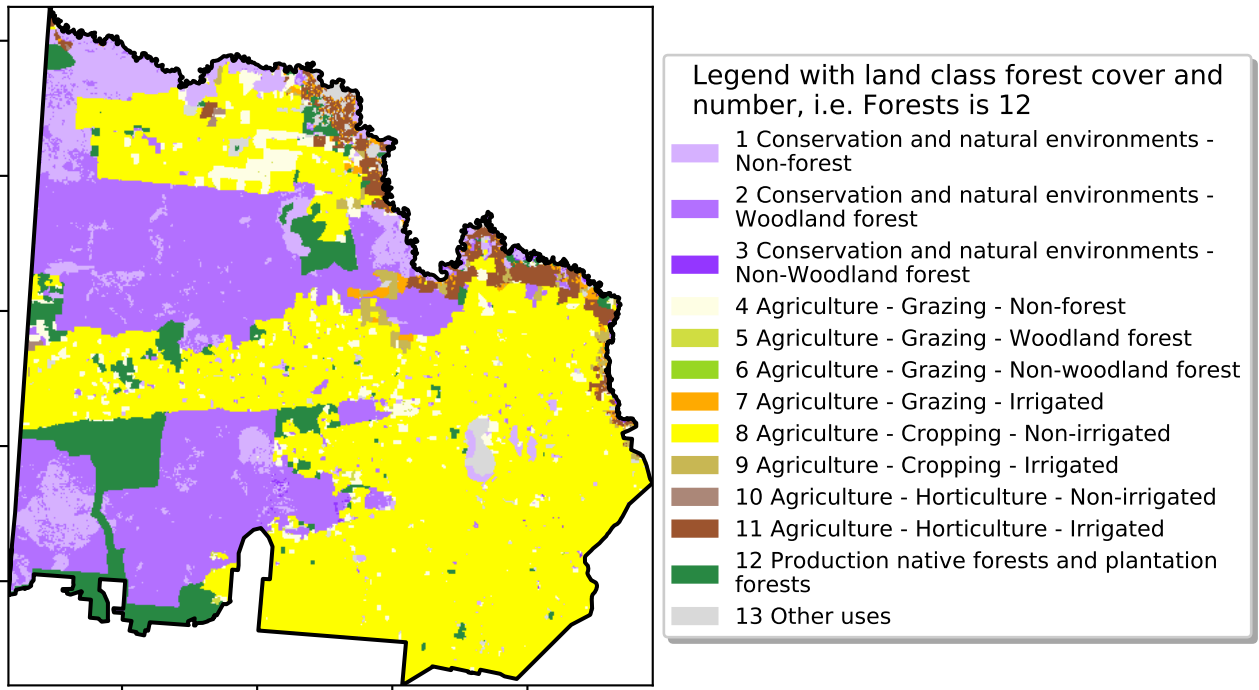 Legend with land class forest cover and
number, i.e. Forests is 12
1 Conservation and natural environments -
Non-forest
2 Conservation and natural environments -
Woodland forest
3 Conservation and natural environments -
Non-Woodland forest
4 Agriculture - Grazing - Non-forest
5 Agriculture - Grazing - Woodland forest
6 Agriculture - Grazing - Non-woodland forest
7 Agriculture - Grazing - Irrigated
8 Agriculture - Cropping - Non-irrigated
9 Agriculture - Cropping - Irrigated
10 Agriculture - Horticulture - Non-irrigated
11 Agriculture - Horticulture - Irrigated
12 Production native forests and plantation
forests
13 Other uses